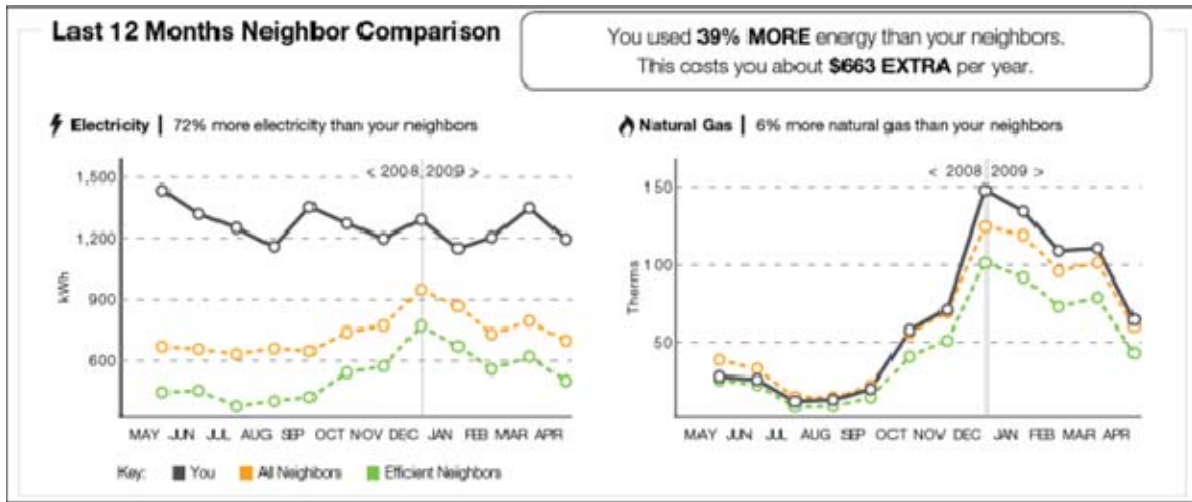 Last 12 Months Neighbor Comparison
You used 39% MORE energy than your neighbors.
This costs you about $663 EXTRA per year.
Electricity | 72% more electricity than your neighbors
< 2008 2009 >
1,500
1,200
900
600
kWh
MAY JUN JUL AUG SEP OCT NOV DEC JAN FEB MAR APR
Key: You All Neighbors Efficient Neighbors
Natural Gas | 6% more natural gas than your neighbors
< 2008 2009 >
150
100
50
Therms
MAY JUN JUL AUG SEP OCT NOV DEC JAN FEB MAR APR